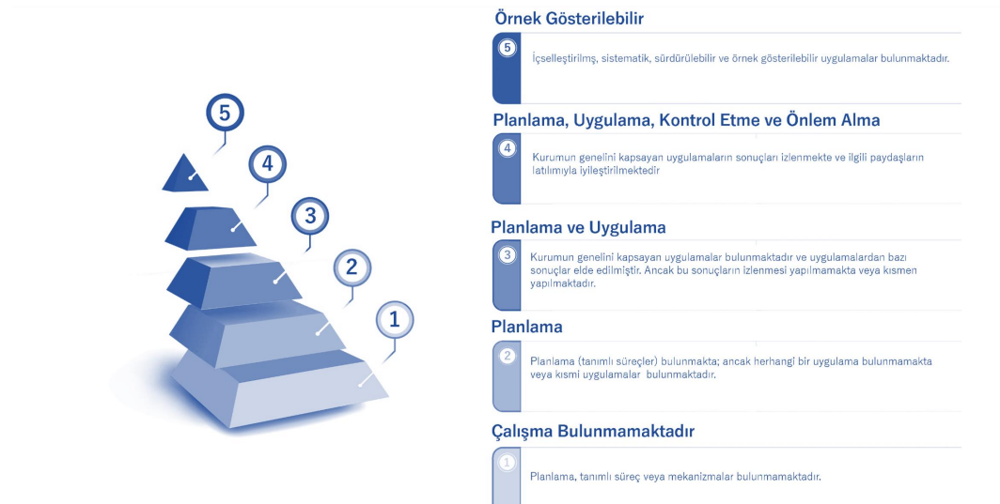 Örnek Gösterilebilir
5
İçselleştirilmş, sistematik, sürdürülebilir ve örnek gösterilebilir uygulamalar bulunmaktadır.
5
Planlama, Uygulama, Kontrol Etme ve Önlem Alma
4
Kurumun genelini kapsayan uygulamaların sonuçları izlenmekte ve ilgili paydaşların
latılımıyla iyileştirilmektedir
4
3
Planlama ve Uygulama
3
Kurumun genelini kapsayan uygulamalar bulunmaktadır ve uygulamalardan bazı
sonuçlar elde edilmiştir. Ancak bu sonuçların izlenmesi yapılmamakta veya kısmen
yapılmaktadır.
2
1
Planlama
2
Planlama (tanımlı süreçler) bulunmakta; ancak herhangi bir uygulama bulunmamakta
veya kısmi uygulamalar bulunmaktadır.
Çalışma Bulunmamaktadır
1
Planlama, tanımlı süreç veya mekanizmalar bulunmamaktadır.